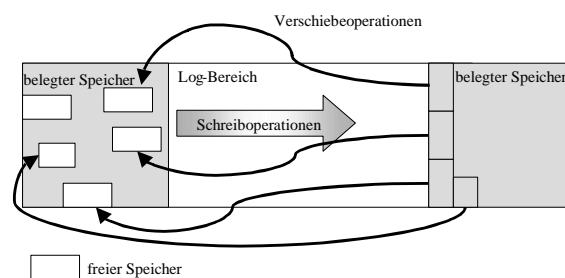 Verschiebeoperationen
belegter Speicher
Log-Bereich
belegter Speicher
Schreiboperationen
freier Speicher